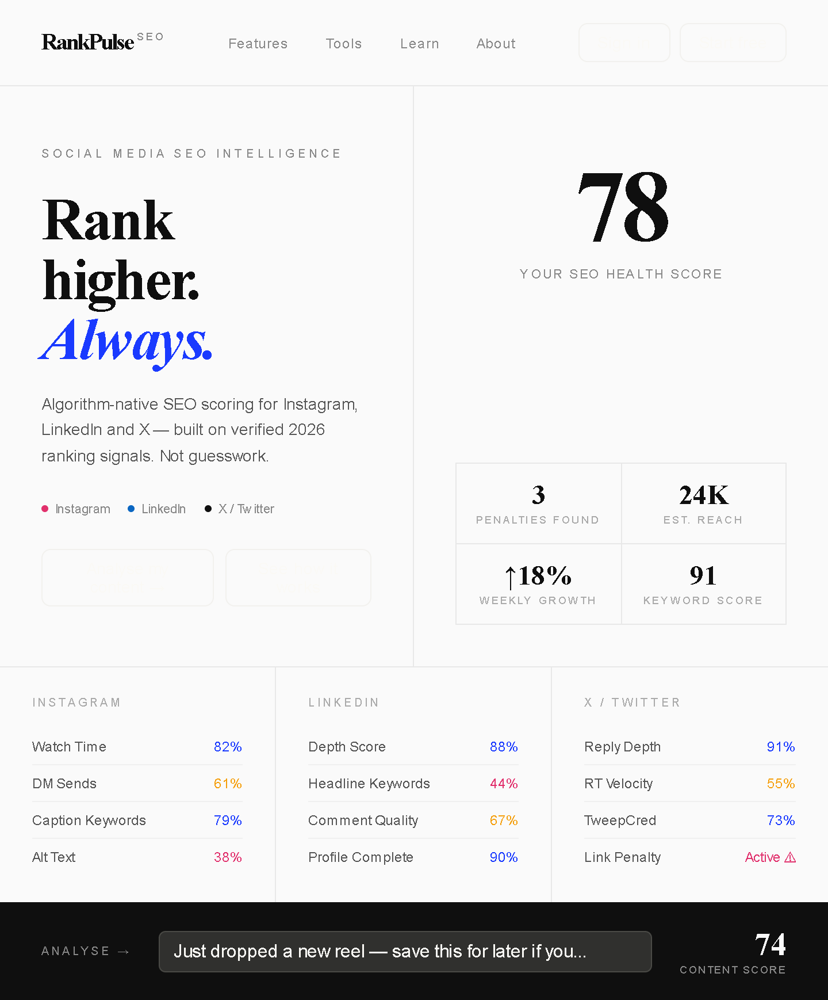 RankPulse SEO
Features Tools Learn About
SOCIAL MEDIA SEO INTELLIGENCE
Rank
higher.
Always.
Algorithm-native SEO scoring for Instagram,
LinkedIn and X — built on verified 2026
ranking signals. Not guesswork.
Instagram LinkedIn X / Twitter
78
YOUR SEO HEALTH SCORE
3
PENALTIES FOUND
24K
EST. REACH
↑18%
WEEKLY GROWTH
91
KEYWORD SCORE
INSTAGRAM
Watch Time 82%
DM Sends 61%
Caption Keywords 79%
Alt Text 38%
LINKEDIN
Depth Score 88%
Headline Keywords 44%
Comment Quality 67%
Profile Complete 90%
X / TWITTER
Reply Depth 91%
RT Velocity 55%
TweepCred 73%
Link Penalty Active ⚠
ANALYSE →
Just dropped a new reel — save this for later if you...
74
CONTENT SCORE